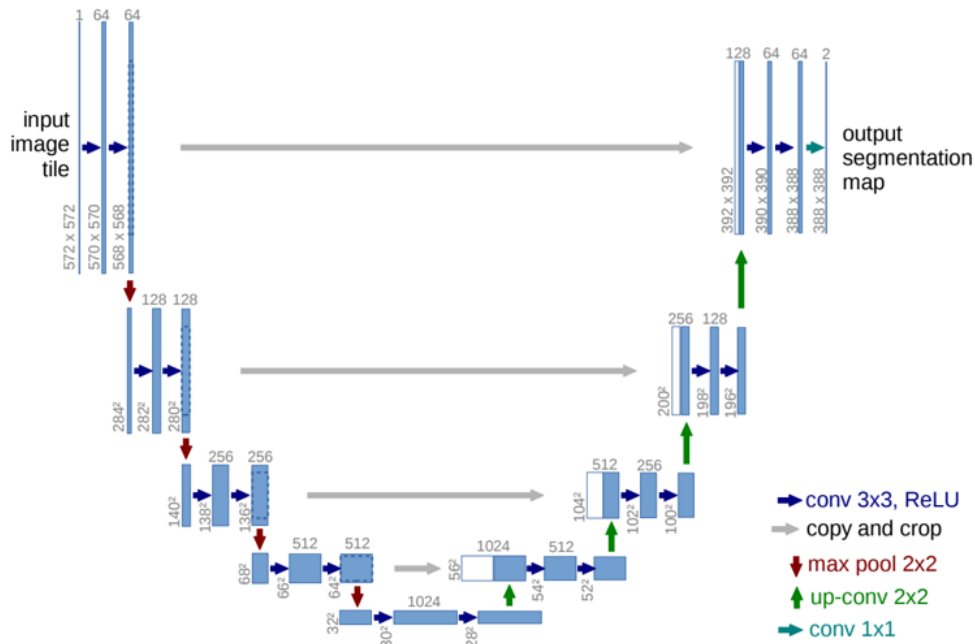 1 64 64
128 64 64 2
input
image
tile
output
segmentation
map
572 x 572
570 x 570
568 x 568
392 x 392
390 x 390
388 x 388
388 x 388
128 128
256 128
284²
282²
280²
200²
198²
196²
256 256
512 256
140²
138²
136²
104²
102²
100²
512 512
1024 512
68²
66²
64²
56²
54²
52²
1024
32²
30²
28²
conv 3x3, ReLU
copy and crop
max pool 2x2
up-conv 2x2
conv 1x1